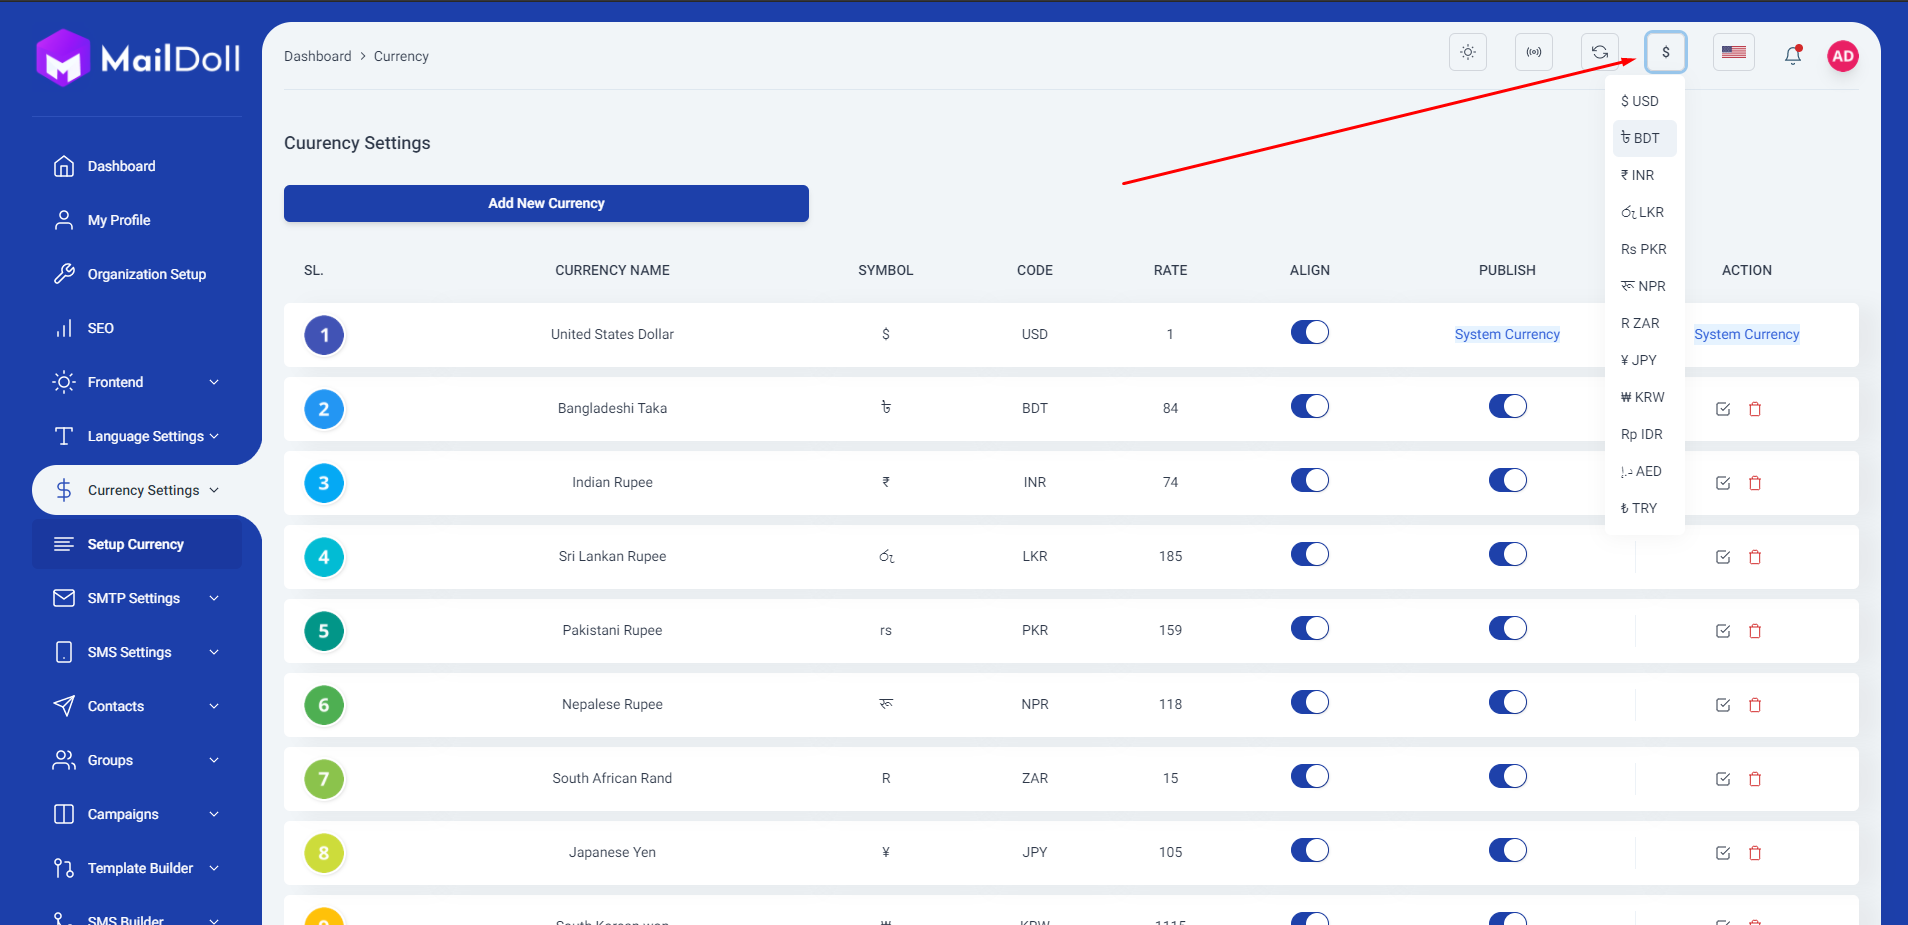 MailDoll
Dashboard > Currency
$
AD
Dashboard
My Profile
Organization Setup
SEO
Frontend
Language Settings
Currency Settings
Setup Currency
SMTP Settings
SMS Settings
Contacts
Groups
Campaigns
Template Builder
SMS Builder
Cuurency Settings
Add New Currency
$ USD
৳ BDT
₹ INR
රු LKR
Rs PKR
रू NPR
R ZAR
¥ JPY
₩ KRW
Rp IDR
د.إ AED
₺ TRY
SL. CURRENCY NAME SYMBOL CODE RATE ALIGN PUBLISH ACTION
1 United States Dollar $ USD 1 System Currency System Currency
2 Bangladeshi Taka ৳ BDT 84
3 Indian Rupee ₹ INR 74
4 Sri Lankan Rupee රු LKR 185
5 Pakistani Rupee rs PKR 159
6 Nepalese Rupee रू NPR 118
7 South African Rand R ZAR 15
8 Japanese Yen ¥ JPY 105
9 South Korean won ₩ KRW 1115